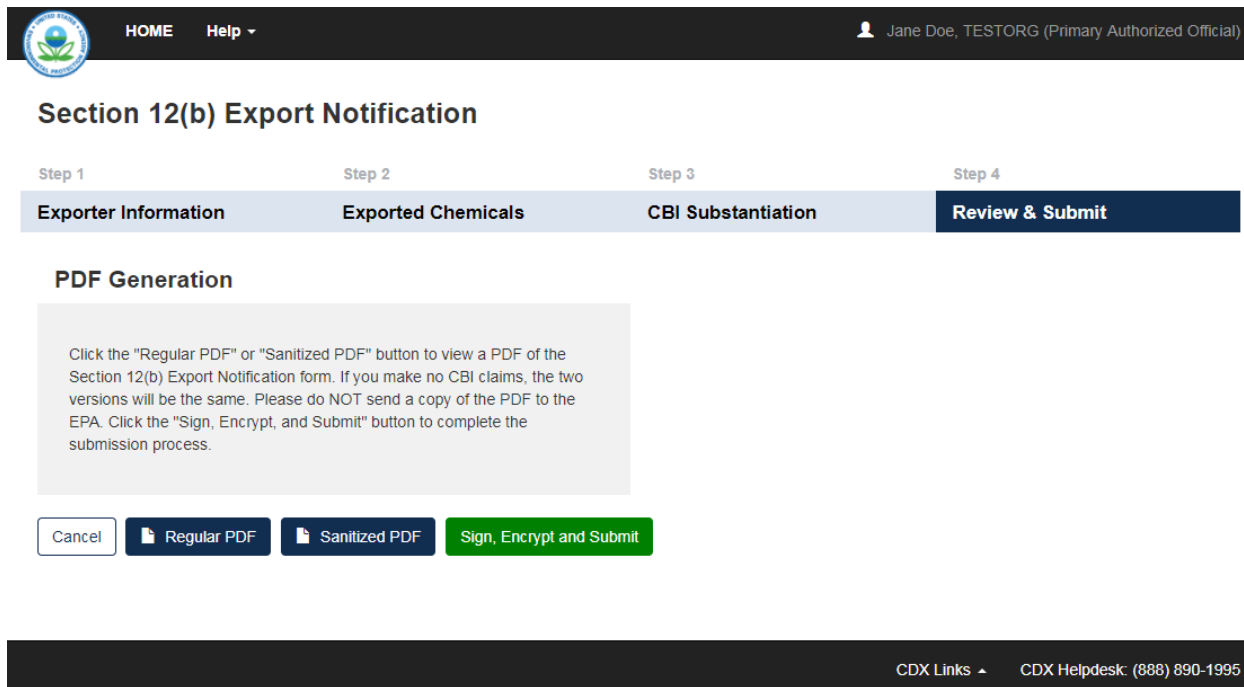 HOME Help
Jane Doe, TESTORG (Primary Authorized Official)
UNITED STATES
Section 12(b) Export Notification
Step 1 Step 2 Step 3 Step 4
Exporter Information Exported Chemicals CBI Substantiation Review & Submit
PDF Generation
Click the "Regular PDF" or "Sanitized PDF" button to view a PDF of the
Section 12(b) Export Notification form. If you make no CBI claims, the two
versions will be the same. Please do NOT send a copy of the PDF to the
EPA. Click the "Sign, Encrypt, and Submit" button to complete the
submission process.
Cancel Regular PDF Sanitized PDF Sign, Encrypt and Submit
CDX Links CDX Helpdesk: (888) 890-1995